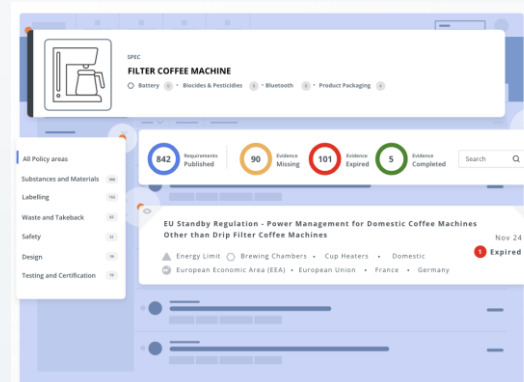 SPEC
FILTER COFFEE MACHINE
Battery • Biocides & Pesticides • Bluetooth • Product Packaging
All Policy areas
Substances and Materials
Labelling
Waste and Takeback
Safety
Design
Testing and Certification
842 Requirements Published
90 Evidence Missing
101 Evidence Expired
5 Evidence Completed
Search
EU Standby Regulation - Power Management for Domestic Coffee Machines
Other than Drip Filter Coffee Machines
Nov 24
1 Expired
Energy Limit Brewing Chambers • Cup Heaters • Domestic
European Economic Area (EEA) • European Union • France • Germany